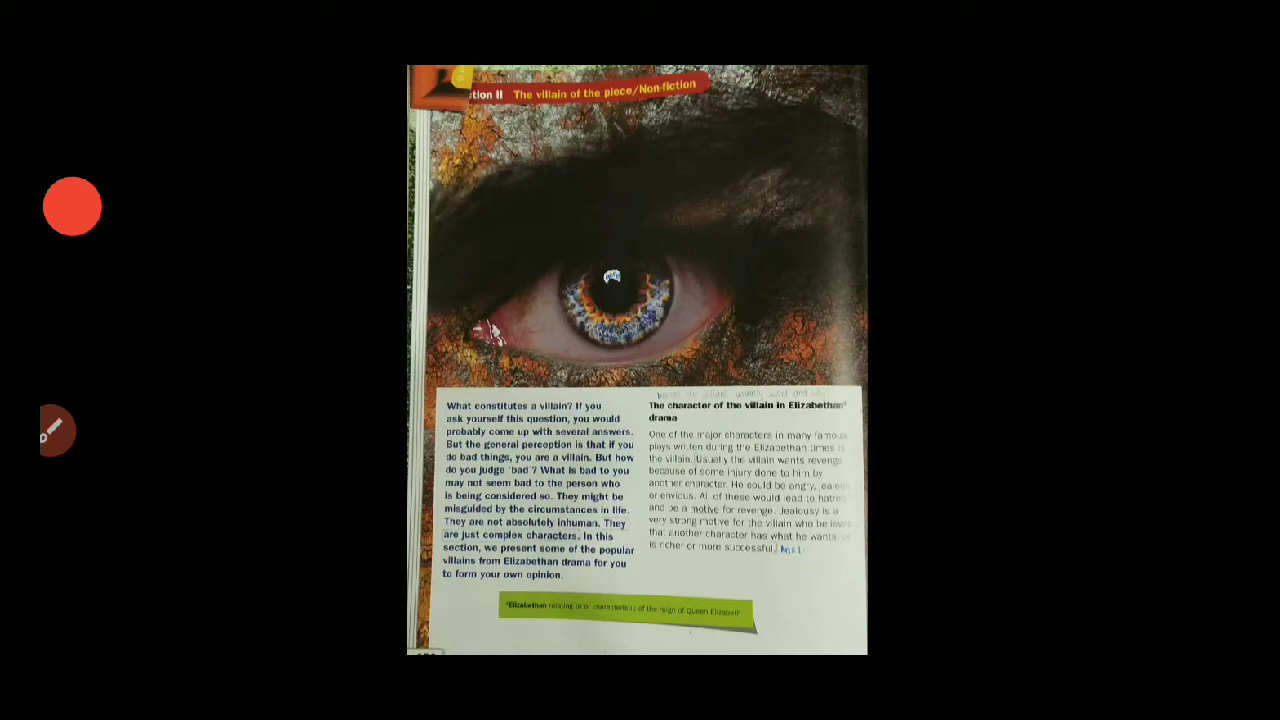 tion II The villain of the piece/Non-fiction
What constitutes a villain? If you
ask yourself this question, you would
probably come up with several answers.
But the general perception is that if you
do bad things, you are a villain. But how
do you judge 'bad'? What is bad to you
may not seem bad to the person who
is being considered so. They might be
misguided by the circumstances in life.
They are not absolutely inhuman. They
are just complex characters. In this
section, we present some of the popular
villains from Elizabethan drama for you
to form your own opinion.
The character of the villain in Elizabethan*
drama
One of the major characters in many famous
plays written during the Elizabethan times is
the villain. Usually the villain wants revenge
because of some injury done to him by
another character. He could be angry, jealous
or envious. All of these would lead to hatred
and be a motive for revenge. Jealousy is a
very strong motive for the villain who believes
that another character has what he wants, or
is richer or more successful.
*Elizabethan relating to or characteristic of the reign of Queen Elizabeth